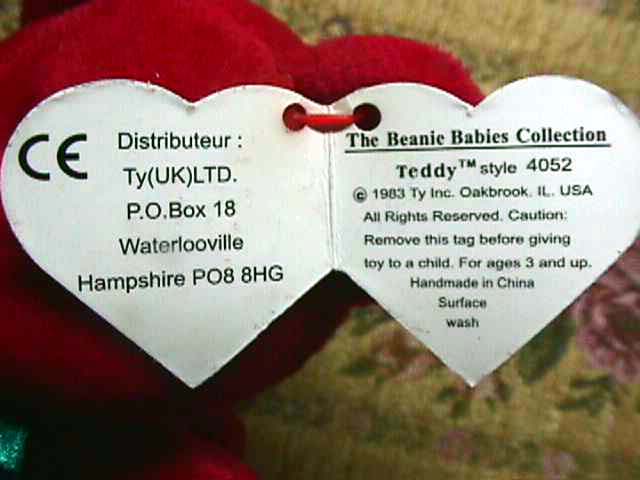 CE
Distributeur :
Ty(UK)LTD.
P.O.Box 18
Waterlooville
Hampshire PO8 8HG
The Beanie Babies Collection
Teddy™ style 4052
© 1983 Ty Inc. Oakbrook. IL. USA
All Rights Reserved. Caution:
Remove this tag before giving
toy to a child. For ages 3 and up.
Handmade in China
Surface
wash